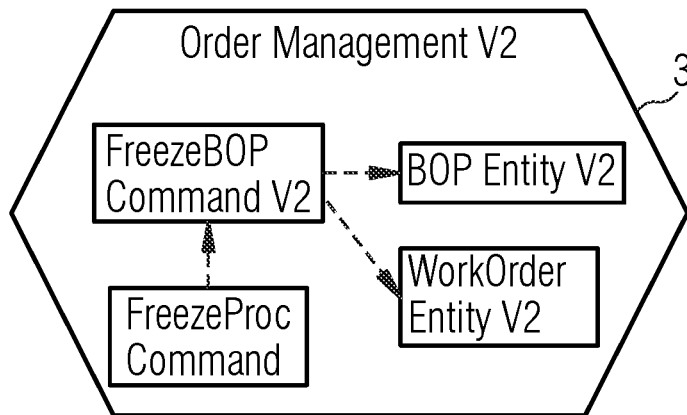 Order Management V2
3
FreezeBOP
Command V2
BOP Entity V2
WorkOrder
Entity V2
FreezeProc
Command